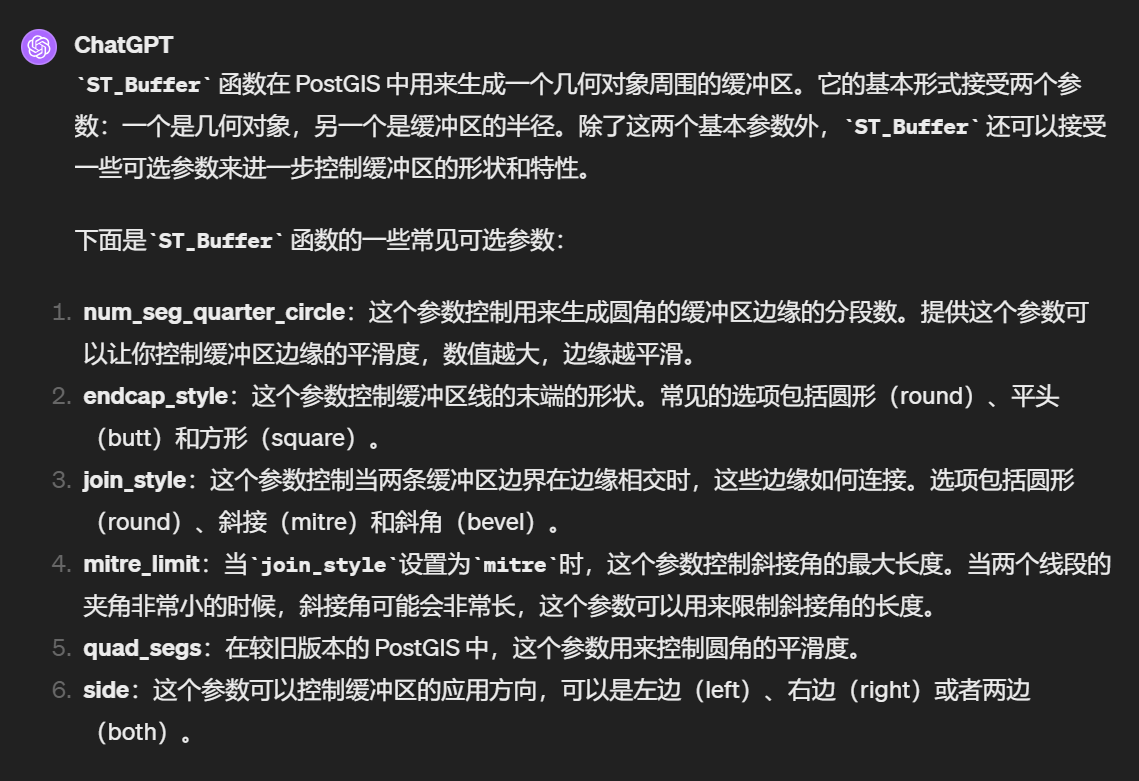 ChatGPT
`ST_Buffer` 函数在 PostGIS 中用来生成一个几何对象周围的缓冲区。它的基本形式接受两个参
数：一个是几何对象，另一个是缓冲区的半径。除了这两个基本参数外，`ST_Buffer` 还可以接受
一些可选参数来进一步控制缓冲区的形状和特性。
下面是`ST_Buffer` 函数的一些常见可选参数：
1. num_seg_quarter_circle：这个参数控制用来生成圆角的缓冲区边缘的分段数。提供这个参数可
以让你控制缓冲区边缘的平滑度，数值越大，边缘越平滑。
2. endcap_style：这个参数控制缓冲区线的末端的形状。常见的选项包括圆形（round）、平头
（butt）和方形（square）。
3. join_style：这个参数控制当两条缓冲区边界在边缘相交时，这些边缘如何连接。选项包括圆形
（round）、斜接（mitre）和斜角（bevel）。
4. mitre_limit：当`join_style`设置为`mitre`时，这个参数控制斜接角的最大长度。当两个线段的
夹角非常小的时候，斜接角可能会非常长，这个参数可以用来限制斜接角的长度。
5. quad_segs：在较旧版本的 PostGIS 中，这个参数用来控制圆角的平滑度。
6. side：这个参数可以控制缓冲区的应用方向，可以是左边（left）、右边（right）或者两边
（both）。